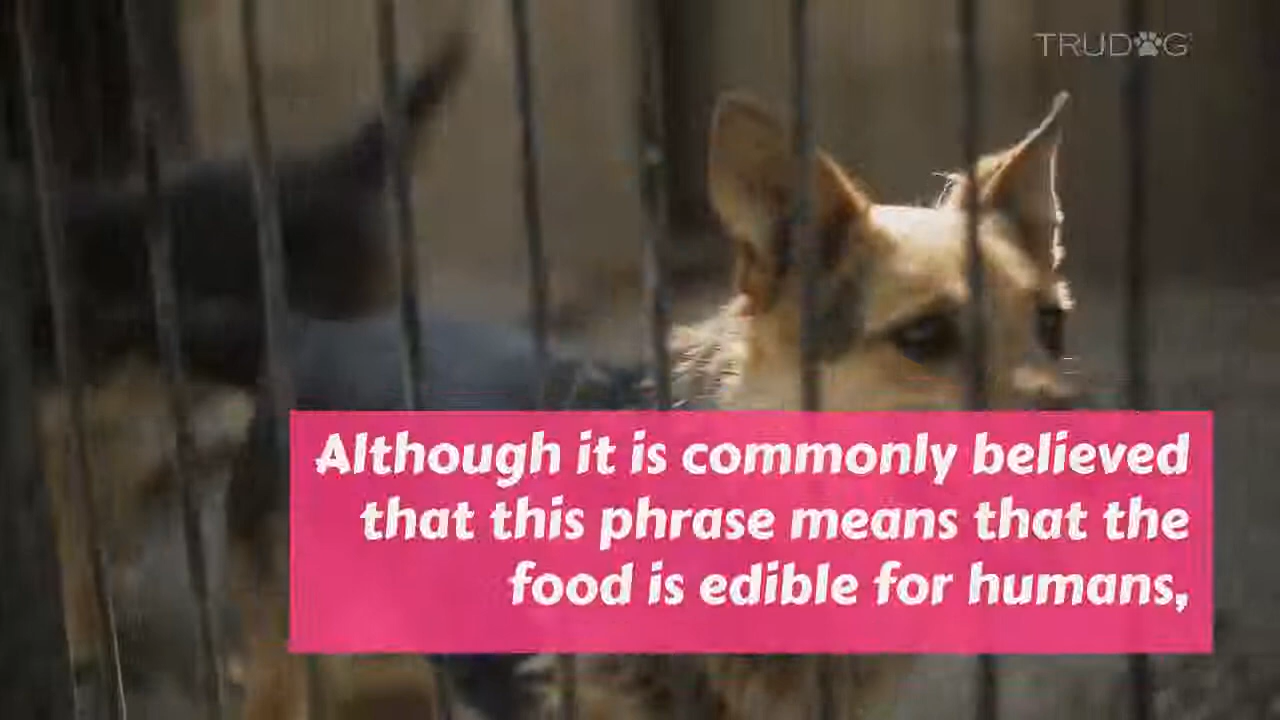 TRUDOG
Although it is commonly believed
that this phrase means that the
food is edible for humans,